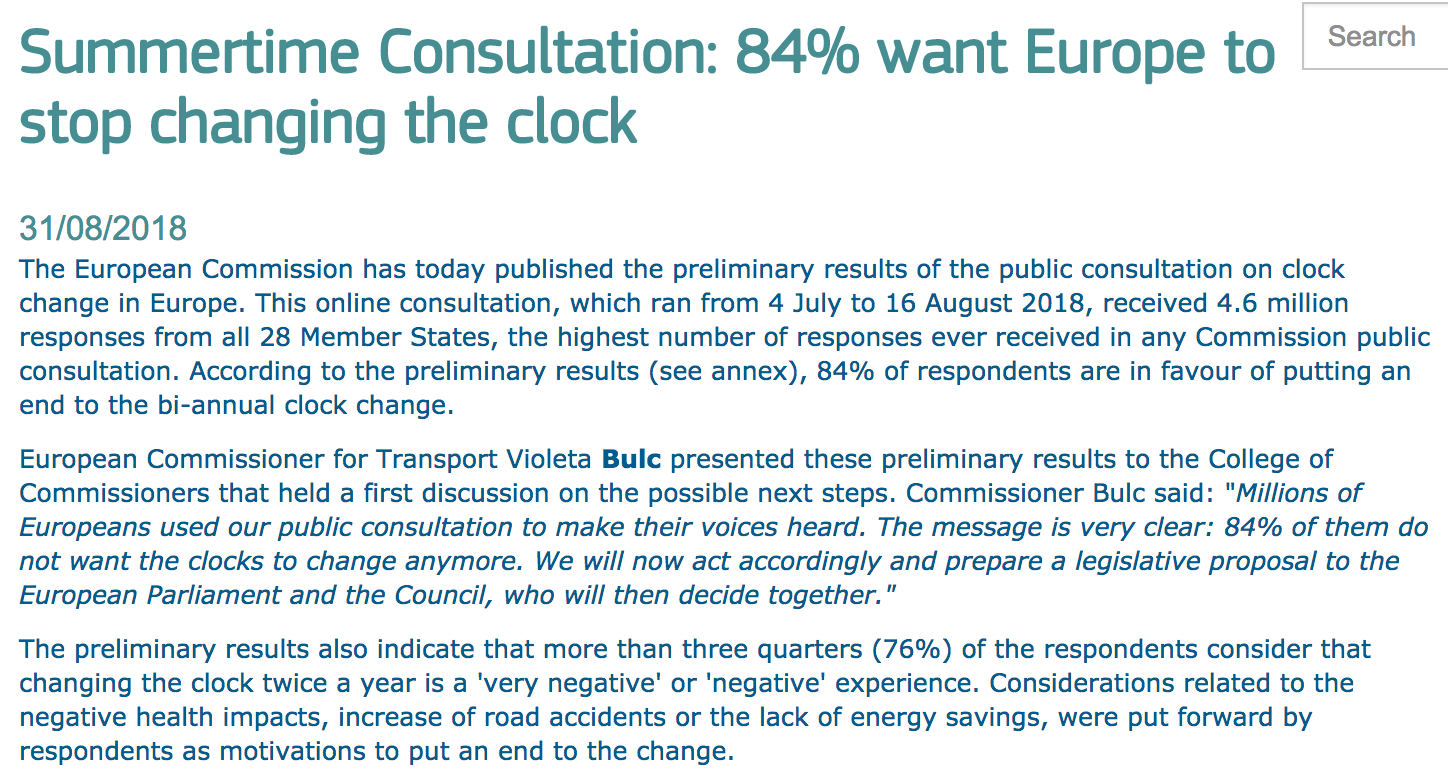 Summertime Consultation: 84% want Europe to
stop changing the clock
Search
31/08/2018
The European Commission has today published the preliminary results of the public consultation on clock
change in Europe. This online consultation, which ran from 4 July to 16 August 2018, received 4.6 million
responses from all 28 Member States, the highest number of responses ever received in any Commission public
consultation. According to the preliminary results (see annex), 84% of respondents are in favour of putting an
end to the bi-annual clock change.
European Commissioner for Transport Violeta Bulc presented these preliminary results to the College of
Commissioners that held a first discussion on the possible next steps. Commissioner Bulc said: "Millions of
Europeans used our public consultation to make their voices heard. The message is very clear: 84% of them do
not want the clocks to change anymore. We will now act accordingly and prepare a legislative proposal to the
European Parliament and the Council, who will then decide together."
The preliminary results also indicate that more than three quarters (76%) of the respondents consider that
changing the clock twice a year is a 'very negative' or 'negative' experience. Considerations related to the
negative health impacts, increase of road accidents or the lack of energy savings, were put forward by
respondents as motivations to put an end to the change.